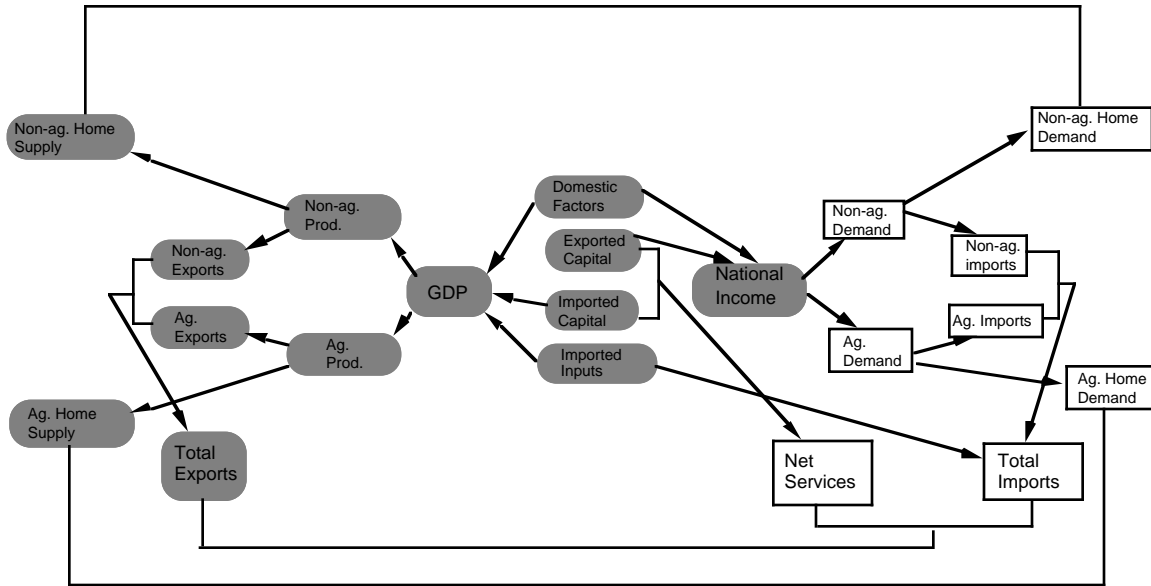 Non-ag. Home
Supply
Non-ag.
Prod.
Non-ag.
Exports
Ag.
Exports
Ag.
Prod.
Ag. Home
Supply
Total
Exports
GDP
Domestic
Factors
Exported
Capital
Imported
Capital
Imported
Inputs
National
Income
Non-ag.
Demand
Non-ag. Home
Demand
Non-ag.
imports
Ag. Imports
Ag.
Demand
Ag. Home
Demand
Net
Services
Total
Imports